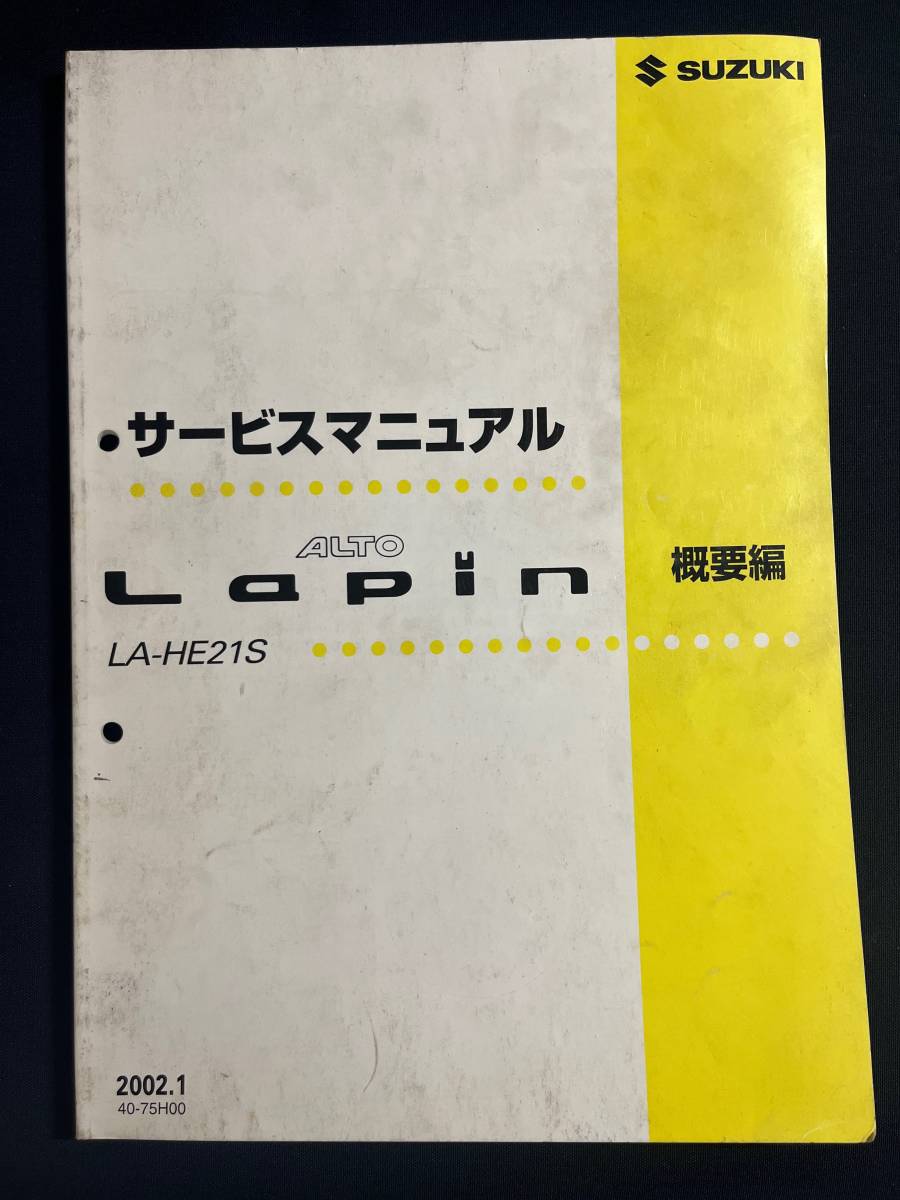 SUZUKI
サービスマニュアル
ALTO
Lapin
概要編
LA-HE21S
2002.1
40-75H00